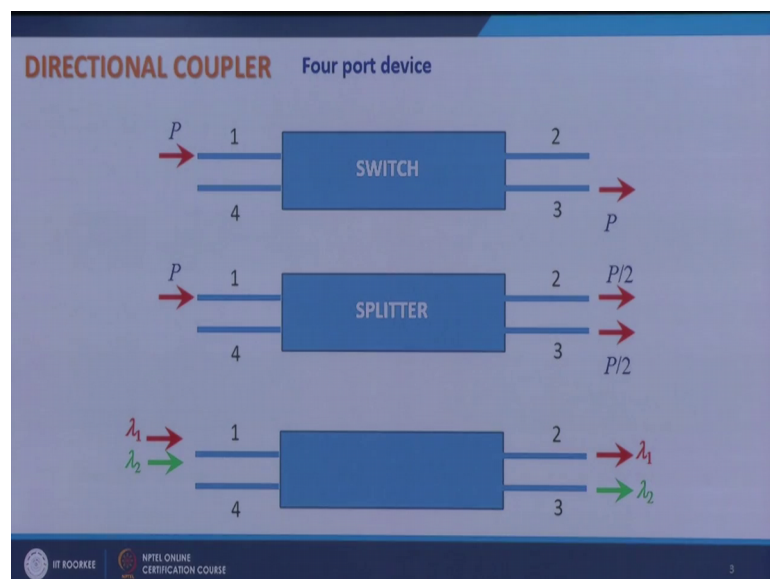 DIRECTIONAL COUPLER Four port device
P 1 2
SWITCH
4 3 P
P 1 2 P/2
SPLITTER
4 3 P/2
λ1 1 2 λ1
λ2 4 3 λ2
IIT ROORKEE NPTEL ONLINE
CERTIFICATION COURSE 3